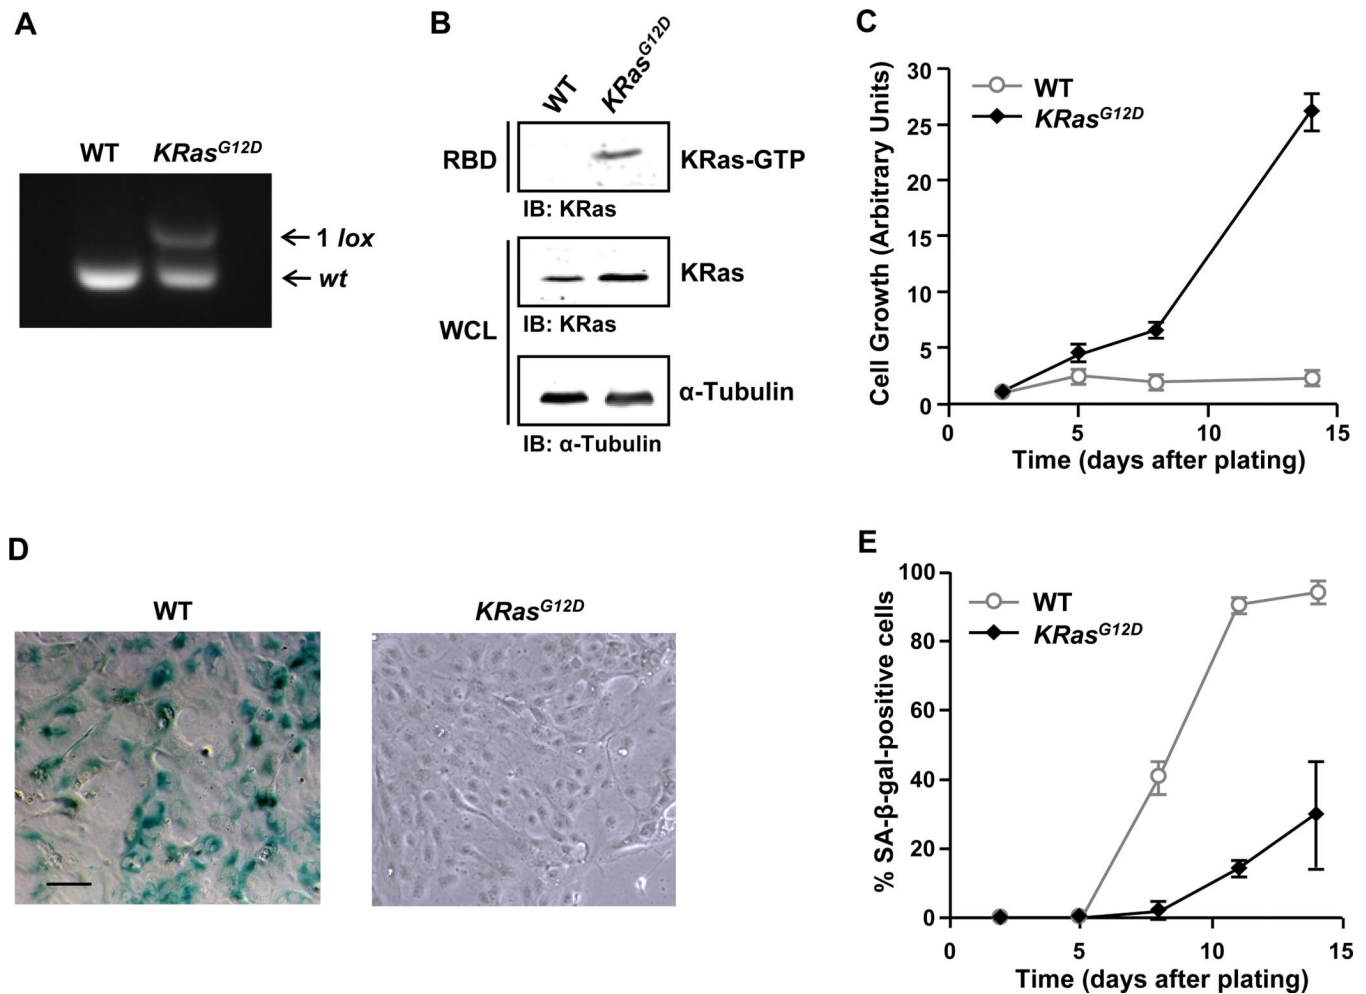 A
WT KRasG12D
← 1 lox
← wt
B
WT KRasG12D
RBD KRas-GTP
IB: KRas
WCL KRas
IB: KRas
α-Tubulin
IB: α-Tubulin
C
Cell Growth (Arbitrary Units)
30
25
20
15
10
5
0
WT
KRasG12D
0 5 10 15
Time (days after plating)
D
WT KRasG12D
E
% SA-β-gal-positive cells
100
80
60
40
20
0
WT
KRasG12D
0 5 10 15
Time (days after plating)